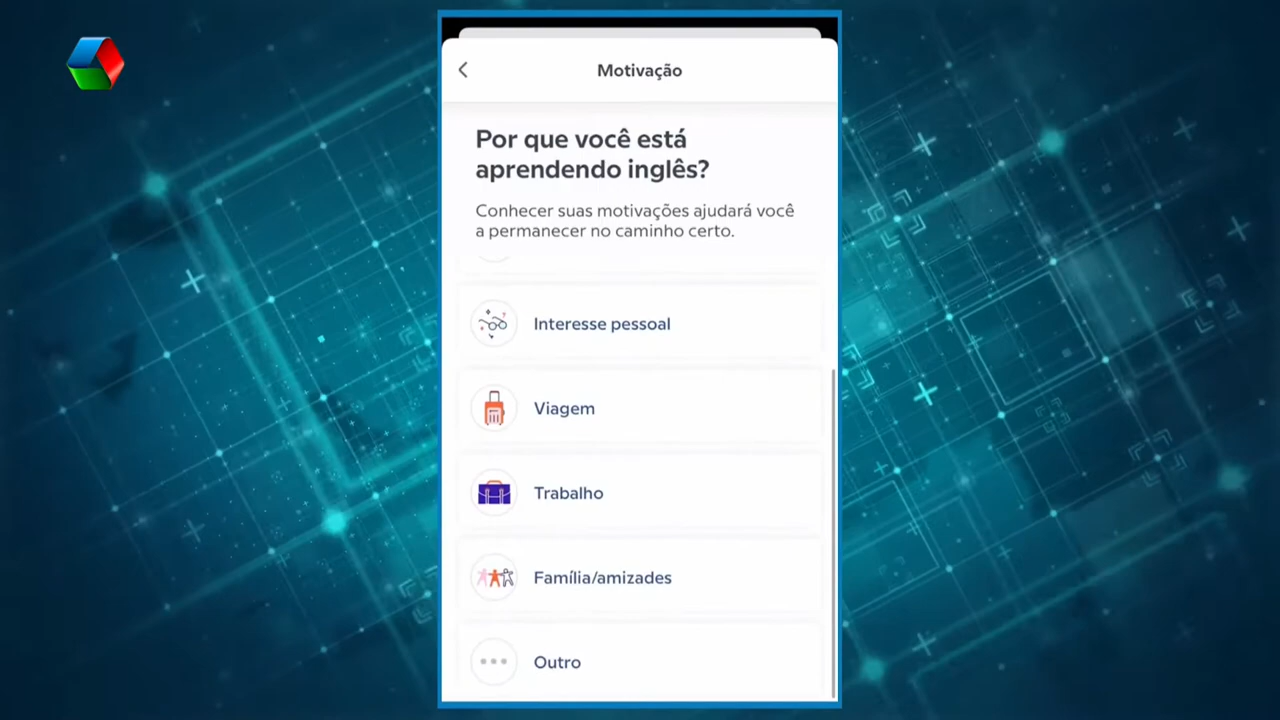 Motivação
Por que você está
aprendendo inglês?
Conhecer suas motivações ajudará você
a permanecer no caminho certo.
Interesse pessoal
Viagem
Trabalho
Família/amizades
Outro